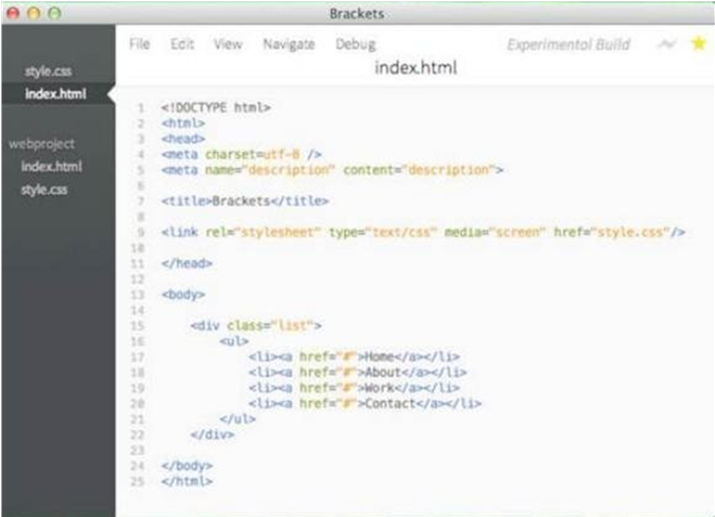 Brackets
File Edit View Navigate Debug Experimental Build
index.html
style.css
index.html
webproject
index.html
style.css
1 <!DOCTYPE html>
2 <html>
3 <head>
4 <meta charset=utf-8 />
5 <meta name="description" content="description">
6
7 <title>Brackets</title>
8
9 <link rel="stylesheet" type="text/css" media="screen" href="style.css"/>
10
11 </head>
12
13 <body>
14
15 <div class="list">
16 <ul>
17 <li><a href="#">Home</a></li>
18 <li><a href="#">About</a></li>
19 <li><a href="#">Work</a></li>
20 <li><a href="#">Contact</a></li>
21 </ul>
22 </div>
23
24 </body>
25 </html>